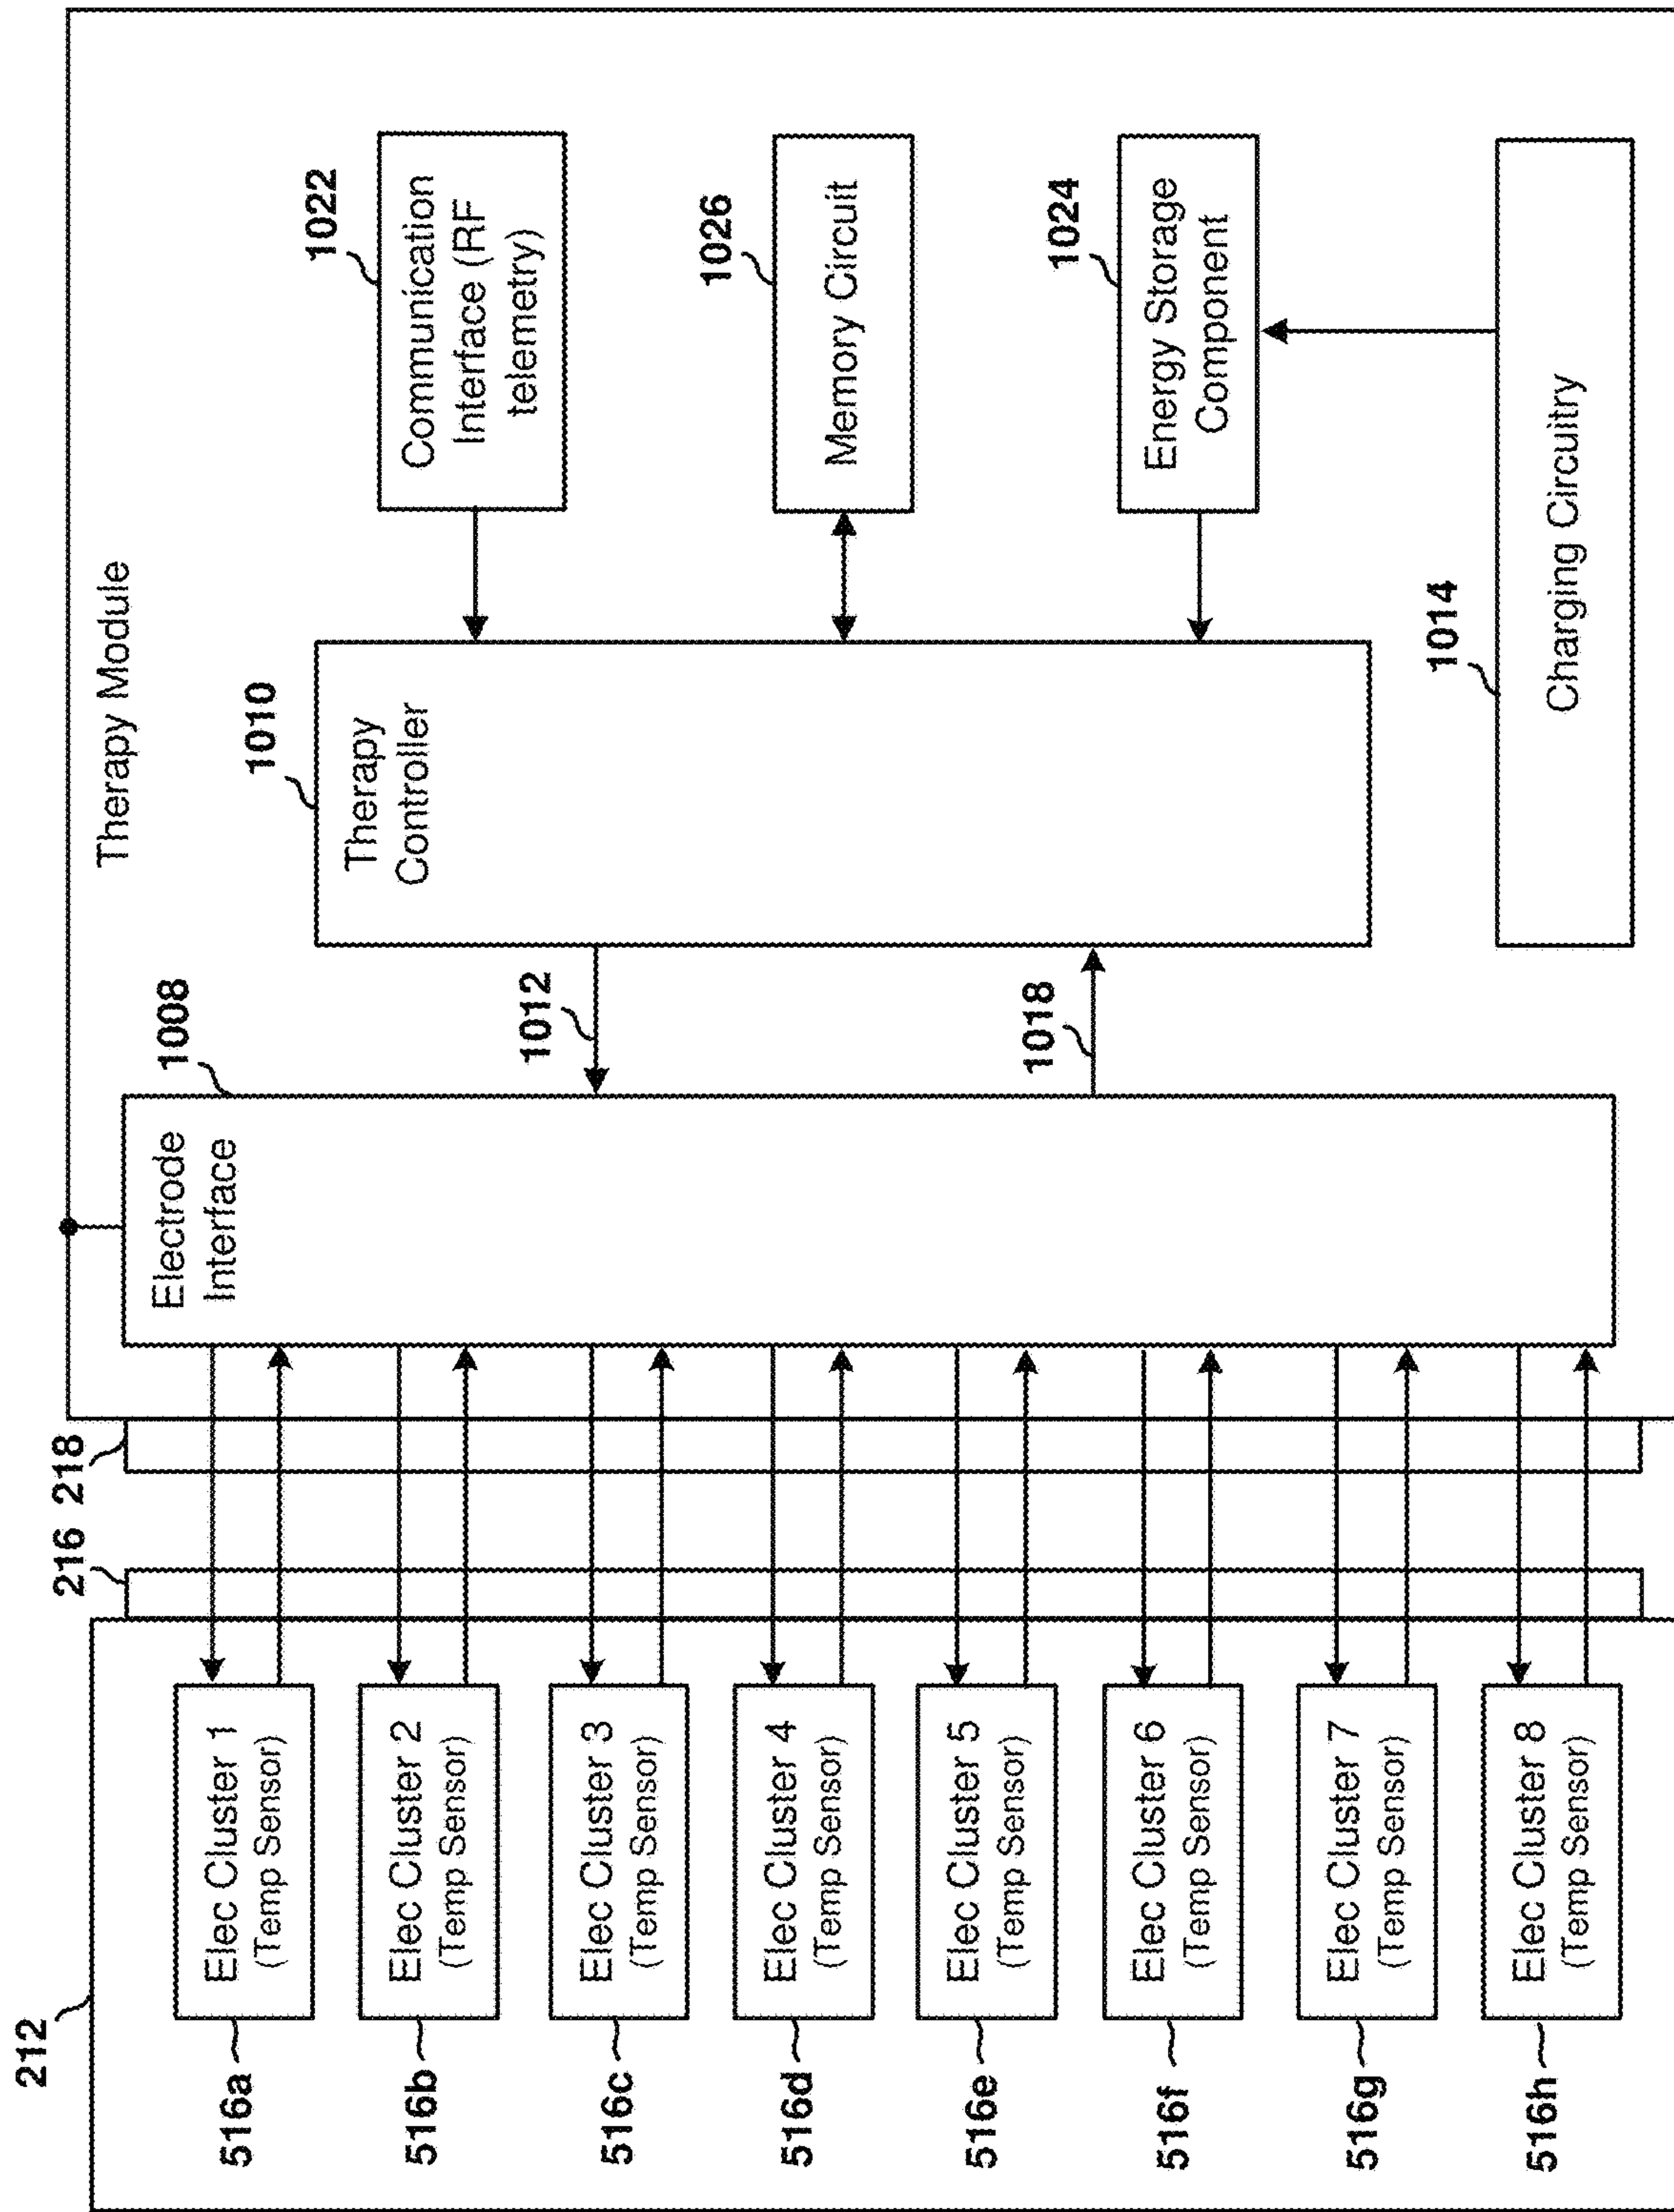 212
516a
Elec Cluster 1
(Temp Sensor)
516b
Elec Cluster 2
(Temp Sensor)
516c
Elec Cluster 3
(Temp Sensor)
516d
Elec Cluster 4
(Temp Sensor)
516e
Elec Cluster 5
(Temp Sensor)
516f
Elec Cluster 6
(Temp Sensor)
516g
Elec Cluster 7
(Temp Sensor)
516h
Elec Cluster 8
(Temp Sensor)
216
218
Therapy Module
1008
Electrode
Interface
1012
1018
1010
Therapy
Controller
1022
Communication
Interface (RF
telemetry)
1026
Memory Circuit
1024
Energy Storage
Component
1014
Charging Circuitry